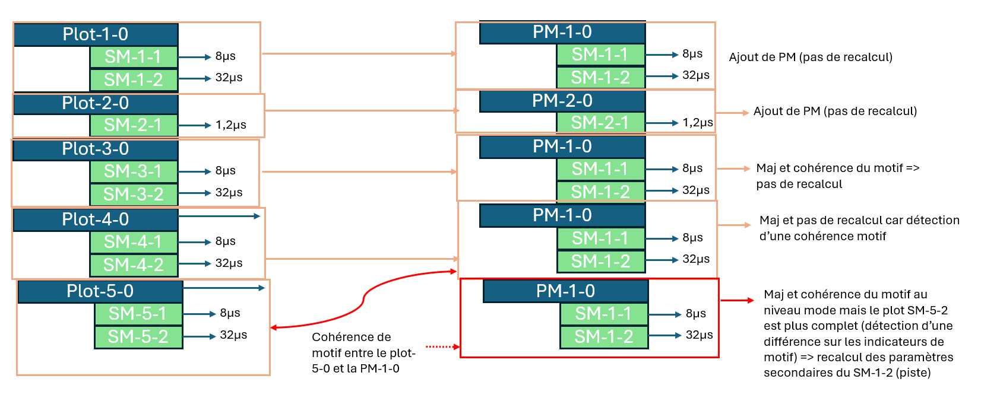 Plot-1-0
SM-1-1
8µs
SM-1-2
32µs
Plot-2-0
SM-2-1
1,2µs
Plot-3-0
SM-3-1
8µs
SM-3-2
32µs
Plot-4-0
SM-4-1
8µs
SM-4-2
32µs
Plot-5-0
SM-5-1
8µs
SM-5-2
32µs
Cohérence de
motif entre le plot-
5-0 et la PM-1-0
PM-1-0
SM-1-1
8µs
SM-1-2
32µs
PM-2-0
SM-2-1
1,2µs
PM-1-0
SM-1-1
8µs
SM-1-2
32µs
PM-1-0
SM-1-1
8µs
SM-1-2
32µs
PM-1-0
SM-1-1
8µs
SM-1-2
32µs
Ajout de PM (pas de recalcul)
Ajout de PM (pas de recalcul)
Maj et cohérence du motif =>
pas de recalcul
Maj et pas de recalcul car détection
d’une cohérence motif
Maj et cohérence du motif au
niveau mode mais le plot SM-5-2
est plus complet (détection d’une
différence sur les indicateurs de
motif) => recalcul des paramètres
secondaires du SM-1-2 (piste)